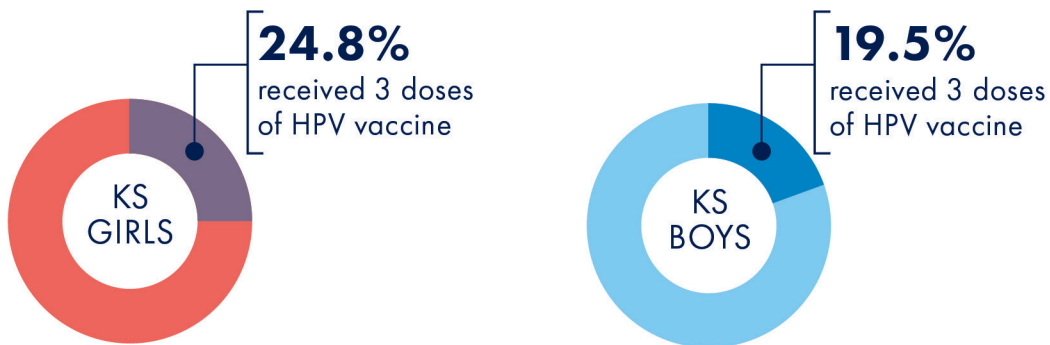 24.8%
received 3 doses
of HPV vaccine
KS
GIRLS
19.5%
received 3 doses
of HPV vaccine
KS
BOYS